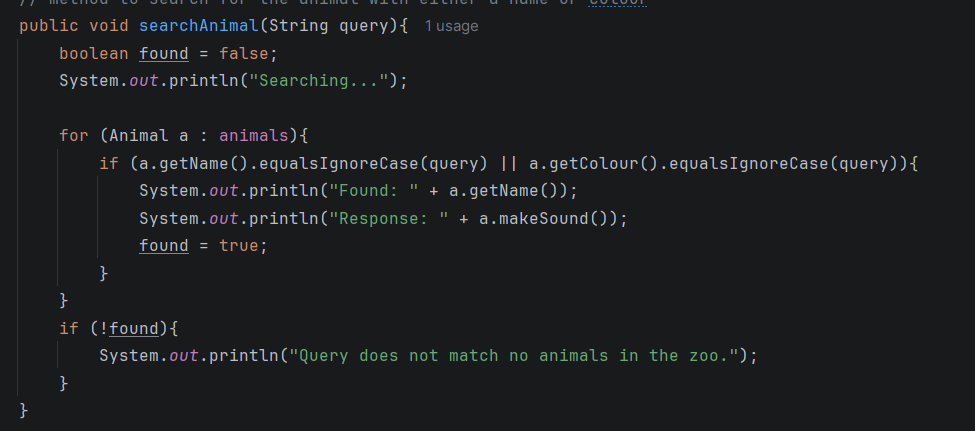 // method to search for the animal with either a name or colour
public void searchAnimal(String query){ 1 usage
boolean found = false;
System.out.println("Searching...");
for (Animal a : animals){
if (a.getName().equalsIgnoreCase(query) || a.getColour().equalsIgnoreCase(query)){
System.out.println("Found: " + a.getName());
System.out.println("Response: " + a.makeSound());
found = true;
}
}
if (!found){
System.out.println("Query does not match no animals in the zoo.");
}
}